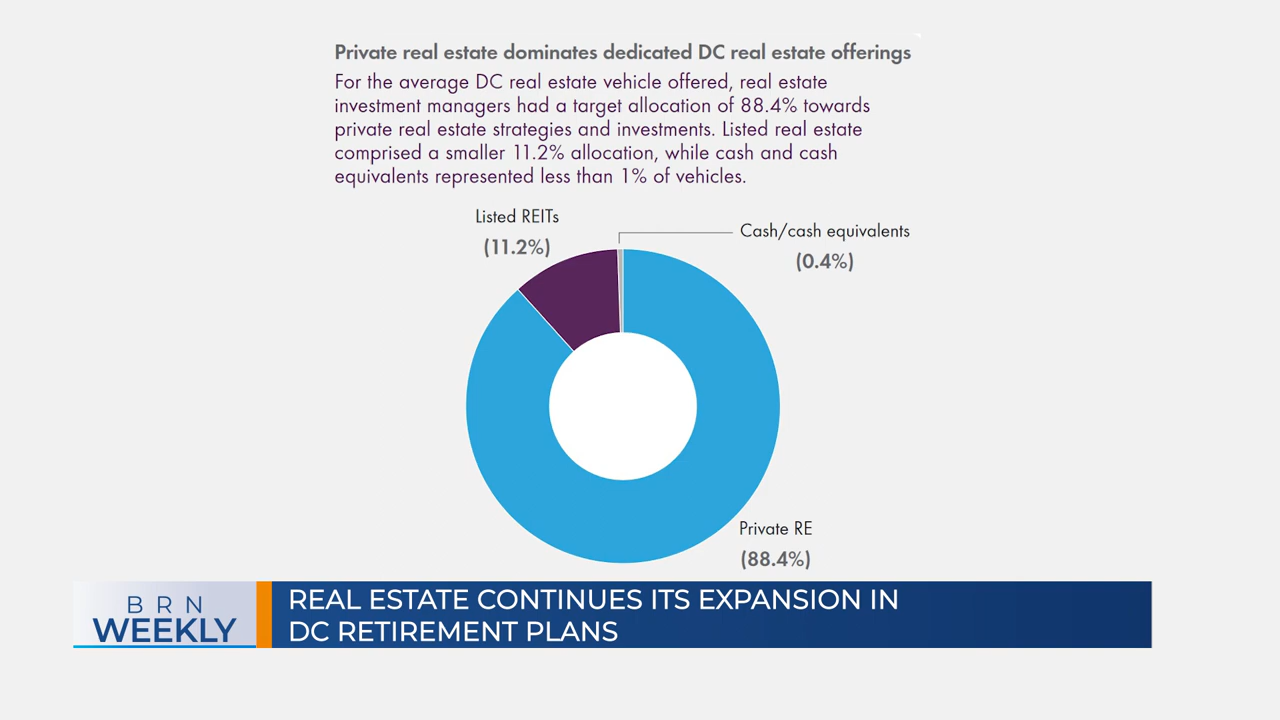 Private real estate dominates dedicated DC real estate offerings
For the average DC real estate vehicle offered, real estate
investment managers had a target allocation of 88.4% towards
private real estate strategies and investments. Listed real estate
comprised a smaller 11.2% allocation, while cash and cash
equivalents represented less than 1% of vehicles.
Listed REITs
(11.2%)
Cash/cash equivalents
(0.4%)
Private RE
(88.4%)
BRN
WEEKLY
REAL ESTATE CONTINUES ITS EXPANSION IN
DC RETIREMENT PLANS